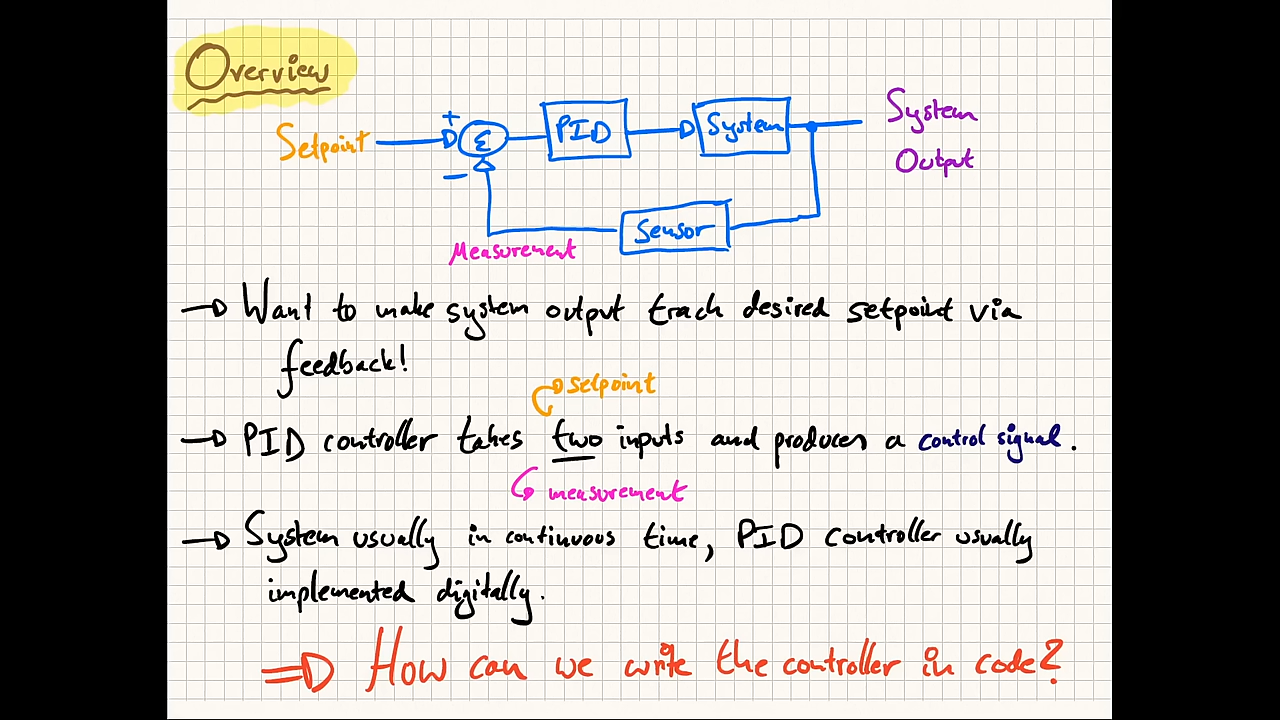 Overview
Setpoint
+
Σ
−
PID
System
System
Output
Sensor
Measurement
Want to make system output track desired setpoint via
feedback!
setpoint
PID controller takes two inputs and produces a control signal.
measurement
System usually in continuous time, PID controller usually
implemented digitally.
⇒ How can we write the controller in code?